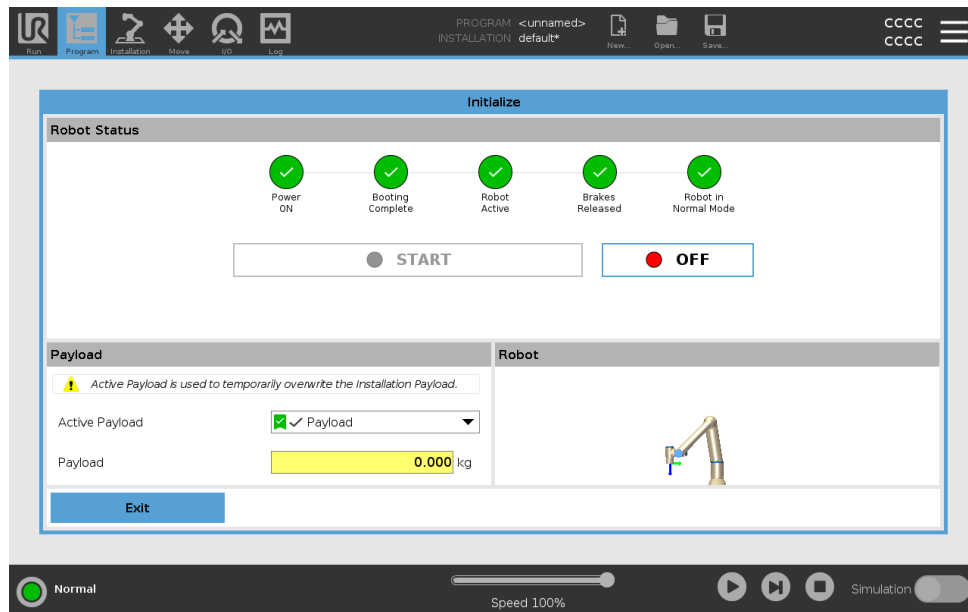 UR
PROGRAM <unnamed>
INSTALLATION default*
CCCC
CCCC
Run
Program
Installation
Move
I/O
Log
New...
Open...
Save...
Initialize
Robot Status
Power
ON
Booting
Complete
Robot
Active
Brakes
Released
Robot in
Normal Mode
START
OFF
Payload
Robot
Active Payload is used to temporarily overwrite the Installation Payload.
Active Payload
Payload
Payload
0.000 kg
Exit
Normal
Speed 100%
Simulation